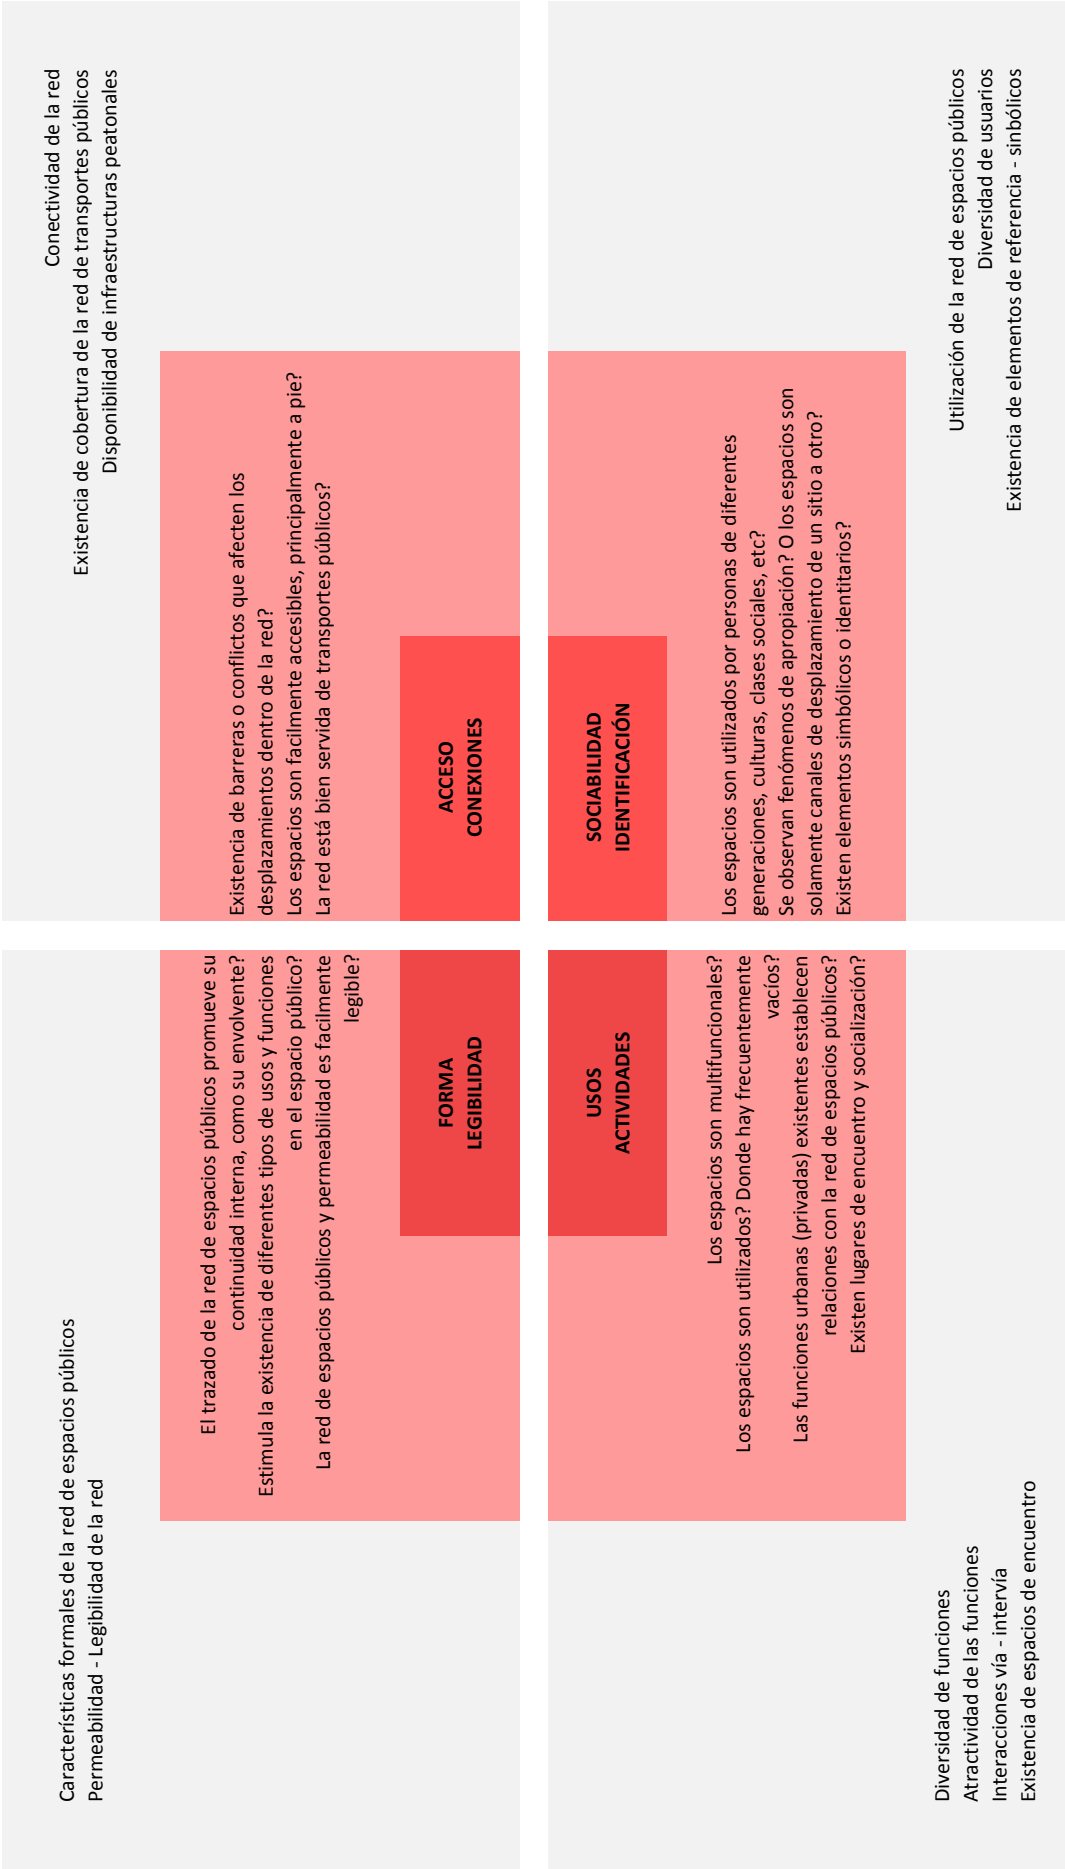 Características formales de la red de espacios públicos
Permeabilidad - Legibilidad de la red
El trazado de la red de espacios públicos promueve su
continuidad interna, como su envolvente?
Estimula la existencia de diferentes tipos de usos y funciones
en el espacio público?
La red de espacios públicos y permeabilidad es facilmente
legible?
FORMA
LEGIBILIDAD
Conectividad de la red
Existencia de cobertura de la red de transportes públicos
Disponibilidad de infraestructuras peatonales
Existencia de barreras o conflictos que afecten los
desplazamientos dentro de la red?
Los espacios son facilmente accesibles, principalmente a pie?
La red está bien servida de transportes públicos?
ACCESO
CONEXIONES
USOS
ACTIVIDADES
Los espacios son multifuncionales?
Los espacios son utilizados? Donde hay frecuentemente
vacíos?
Las funciones urbanas (privadas) existentes establecen
relaciones con la red de espacios públicos?
Existen lugares de encuentro y socialización?
Diversidad de funciones
Atractividad de las funciones
Interacciones vía - intervía
Existencia de espacios de encuentro
SOCIABILIDAD
IDENTIFICACIÓN
Los espacios son utilizados por personas de diferentes
generaciones, culturas, clases sociales, etc?
Se observan fenómenos de apropiación? O los espacios son
solamente canales de desplazamiento de un sitio a otro?
Existen elementos simbólicos o identitarios?
Utilización de la red de espacios públicos
Diversidad de usuarios
Existencia de elementos de referencia - sinbólicos